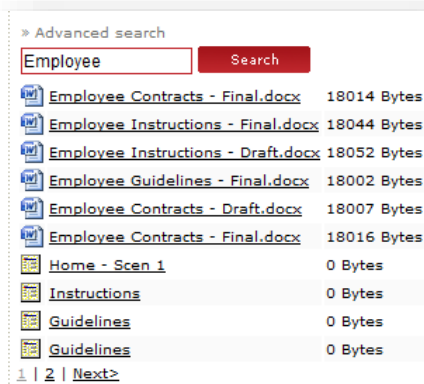 » Advanced search
Employee Search
Employee Contracts - Final.docx 18014 Bytes
Employee Instructions - Final.docx 18044 Bytes
Employee Instructions - Draft.docx 18052 Bytes
Employee Guidelines - Final.docx 18002 Bytes
Employee Contracts - Draft.docx 18007 Bytes
Employee Contracts - Final.docx 18016 Bytes
Home - Scen 1 0 Bytes
Instructions 0 Bytes
Guidelines 0 Bytes
Guidelines 0 Bytes
1 | 2 | Next>